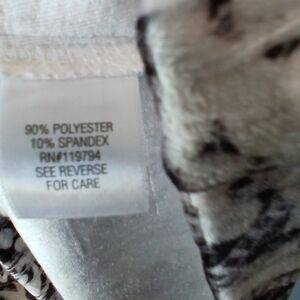 90% POLYESTER
10% SPANDEX
RN#119794
SEE REVERSE
FOR CARE